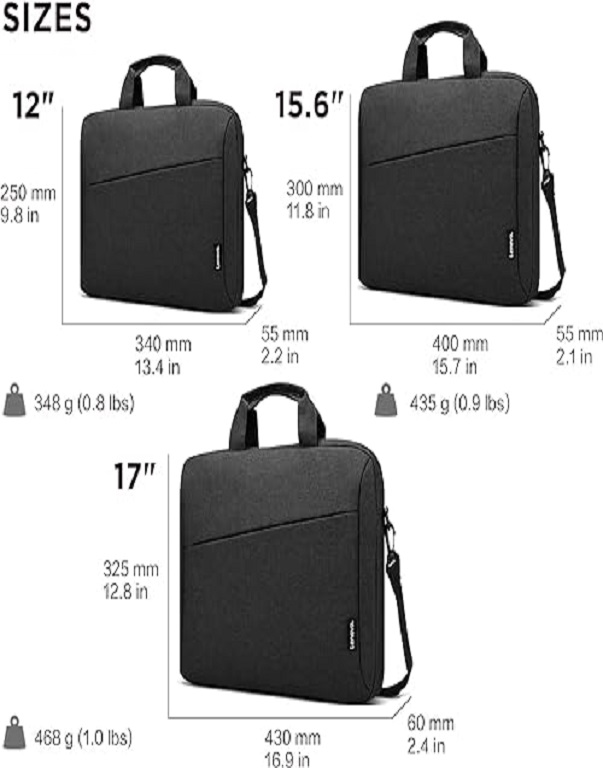 SIZES
12"
250 mm
9.8 in
340 mm
13.4 in
55 mm
2.2 in
348 g (0.8 lbs)
Lenovo
15.6"
300 mm
11.8 in
400 mm
15.7 in
55 mm
2.1 in
435 g (0.9 lbs)
Lenovo
17"
325 mm
12.8 in
430 mm
16.9 in
60 mm
2.4 in
468 g (1.0 lbs)
Lenovo